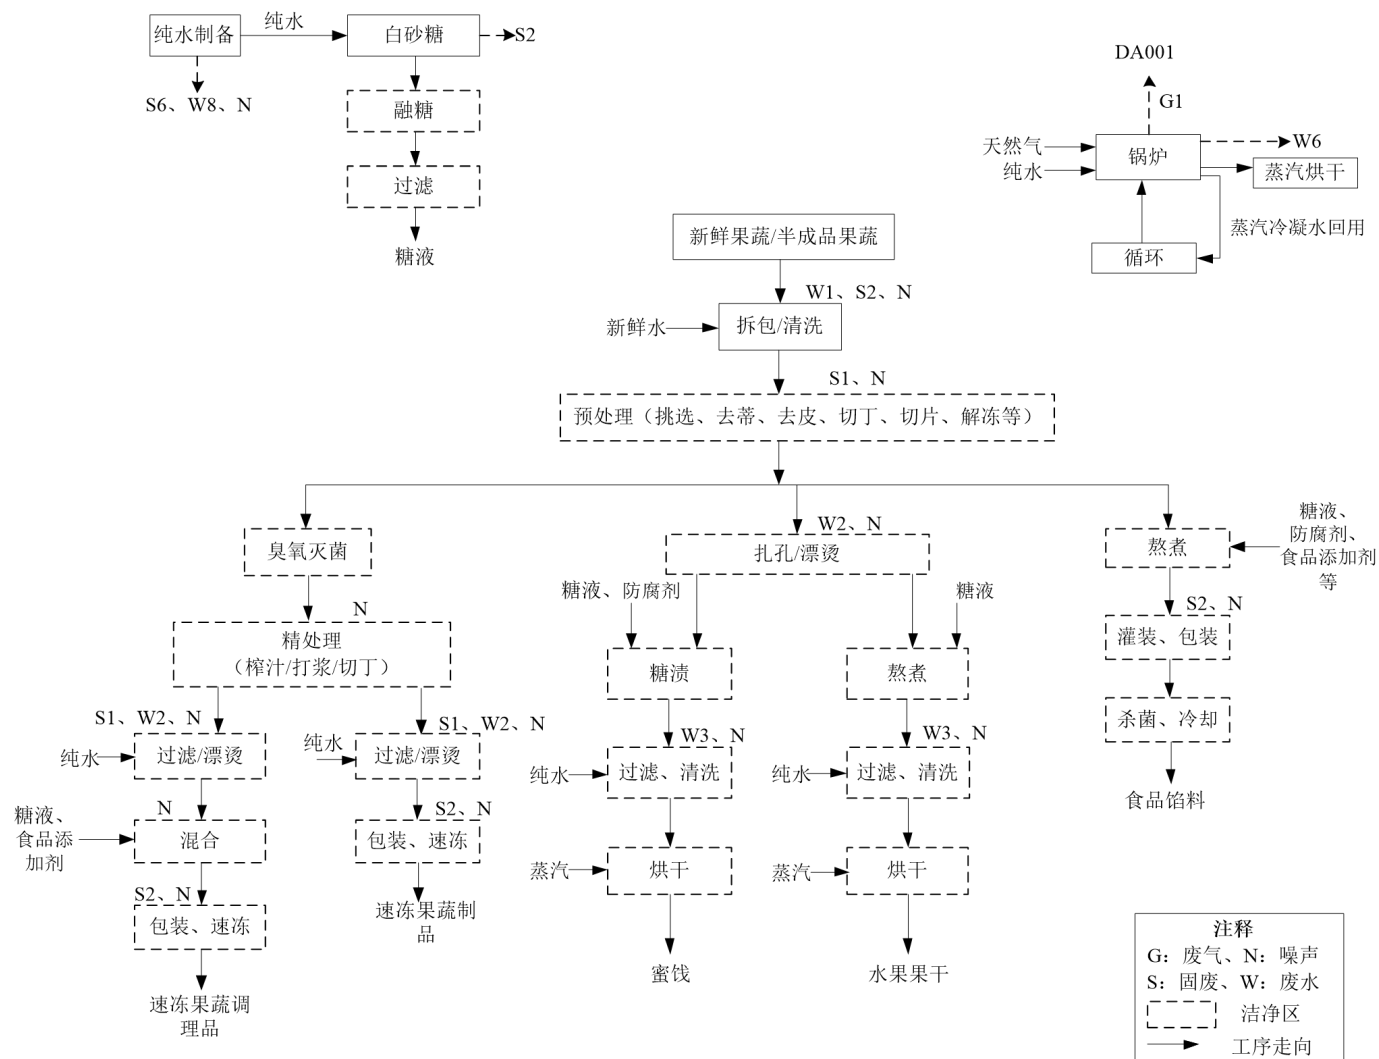 纯水制备
纯水
白砂糖
S2
S6、W8、N
融糖
过滤
糖液
DA001
G1
天然气
纯水
锅炉
W6
蒸汽烘干
蒸汽冷凝水回用
循环
新鲜果蔬/半成品果蔬
W1、S2、N
新鲜水
拆包/清洗
S1、N
预处理（挑选、去蒂、去皮、切丁、切片、解冻等）
臭氧灭菌
N
精处理
（榨汁/打浆/切丁）
S1、W2、N
纯水
过滤/漂烫
N
糖液、
食品添
加剂
混合
S2、N
包装、速冻
速冻果蔬调
理品
S1、W2、N
纯水
过滤/漂烫
S2、N
包装、速冻
速冻果蔬制
品
W2、N
扎孔/漂烫
糖液、防腐剂
糖渍
W3、N
纯水
过滤、清洗
蒸汽
烘干
蜜饯
糖液
熬煮
W3、N
纯水
过滤、清洗
蒸汽
烘干
水果果干
熬煮
糖液、
防腐剂、
食品添加剂
等
S2、N
灌装、包装
杀菌、冷却
食品馅料
注释
G：废气、N：噪声
S：固废、W：废水
洁净区
工序走向